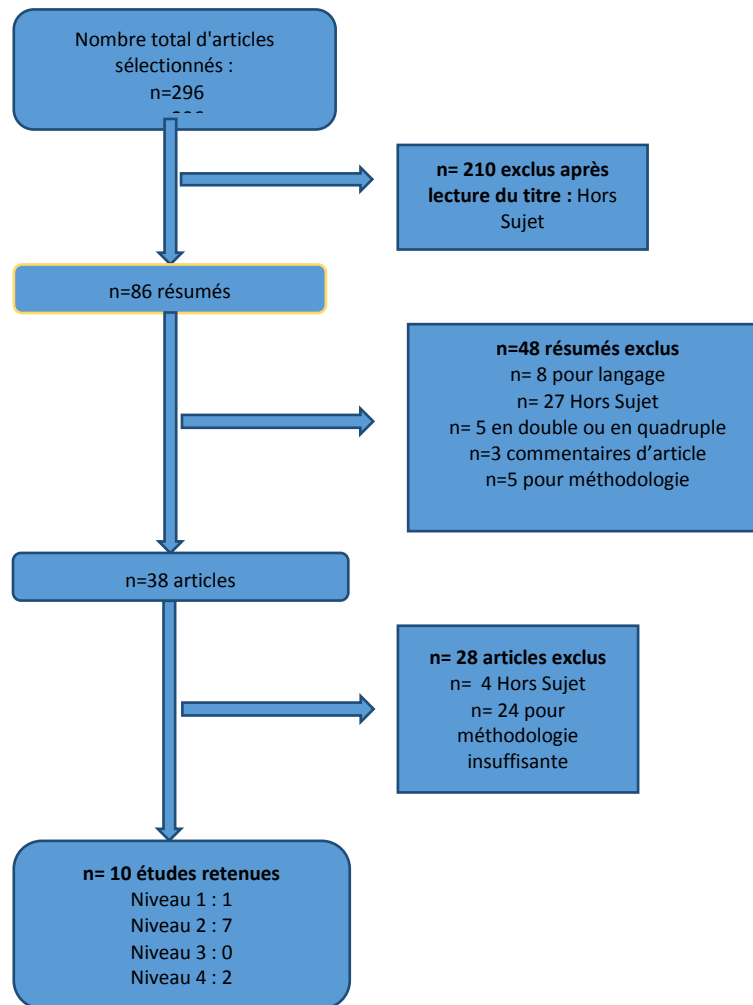 Nombre total d'articles
sélectionnés :
n=296
n= 210 exclus après
lecture du titre : Hors
Sujet
n=86 résumés
n=48 résumés exclus
n= 8 pour langage
n= 27 Hors Sujet
n= 5 en double ou en quadruple
n=3 commentaires d’article
n=5 pour méthodologie
n=38 articles
n= 28 articles exclus
n=  4 Hors Sujet
n= 24 pour
méthodologie
insuffisante
n= 10 études retenues
Niveau 1 : 1
Niveau 2 : 7
Niveau 3 : 0
Niveau 4 : 2